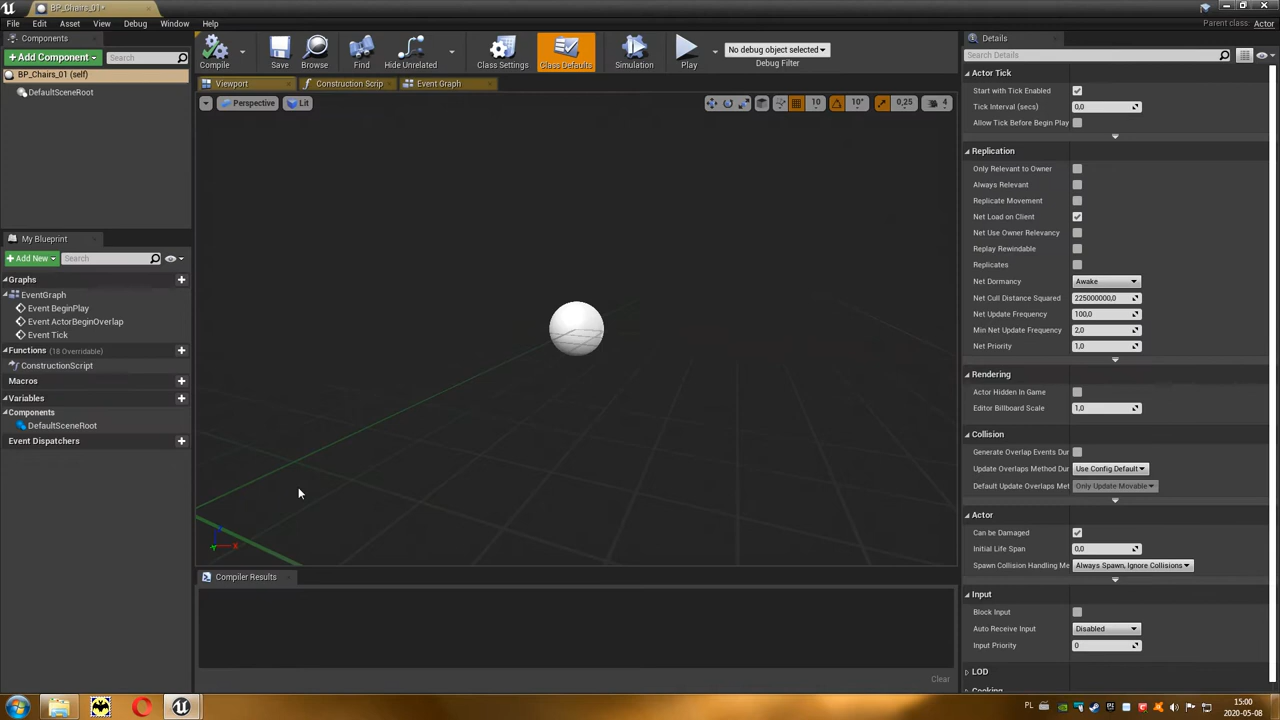 BP_Chairs_01*
File Edit Asset View Debug Window Help
Parent class: Actor
Components
+Add Component
Search
BP_Chairs_01 (self)
DefaultSceneRoot
Compile
Save
Browse
Find
Hide Unrelated
Class Settings
Class Defaults
Simulation
Play
No debug object selected
Debug Filter
Viewport
Construction Scrip
Event Graph
Perspective
Lit
10
10°
0,25
4
My Blueprint
+Add New
Search
Graphs
EventGraph
Event BeginPlay
Event ActorBeginOverlap
Event Tick
Functions (18 Overridable)
ConstructionScript
Macros
Variables
Components
DefaultSceneRoot
Event Dispatchers
Compiler Results
Clear
Details
Search Details
Actor Tick
Start with Tick Enabled
Tick Interval (secs) 0,0
Allow Tick Before Begin Play
Replication
Only Relevant to Owner
Always Relevant
Replicate Movement
Net Load on Client
Net Use Owner Relevancy
Replay Rewindable
Replicates
Net Dormancy Awake
Net Cull Distance Squared 225000000,0
Net Update Frequency 100,0
Min Net Update Frequency 2,0
Net Priority 1,0
Rendering
Actor Hidden In Game
Editor Billboard Scale 1,0
Collision
Generate Overlap Events Dur
Update Overlaps Method Dur Use Config Default
Default Update Overlaps Met Only Update Movable
Actor
Can be Damaged
Initial Life Span 0,0
Spawn Collision Handling Me Always Spawn, Ignore Collisions
Input
Block Input
Auto Receive Input Disabled
Input Priority 0
LOD
Cooking
PL
15:00
2020-05-08